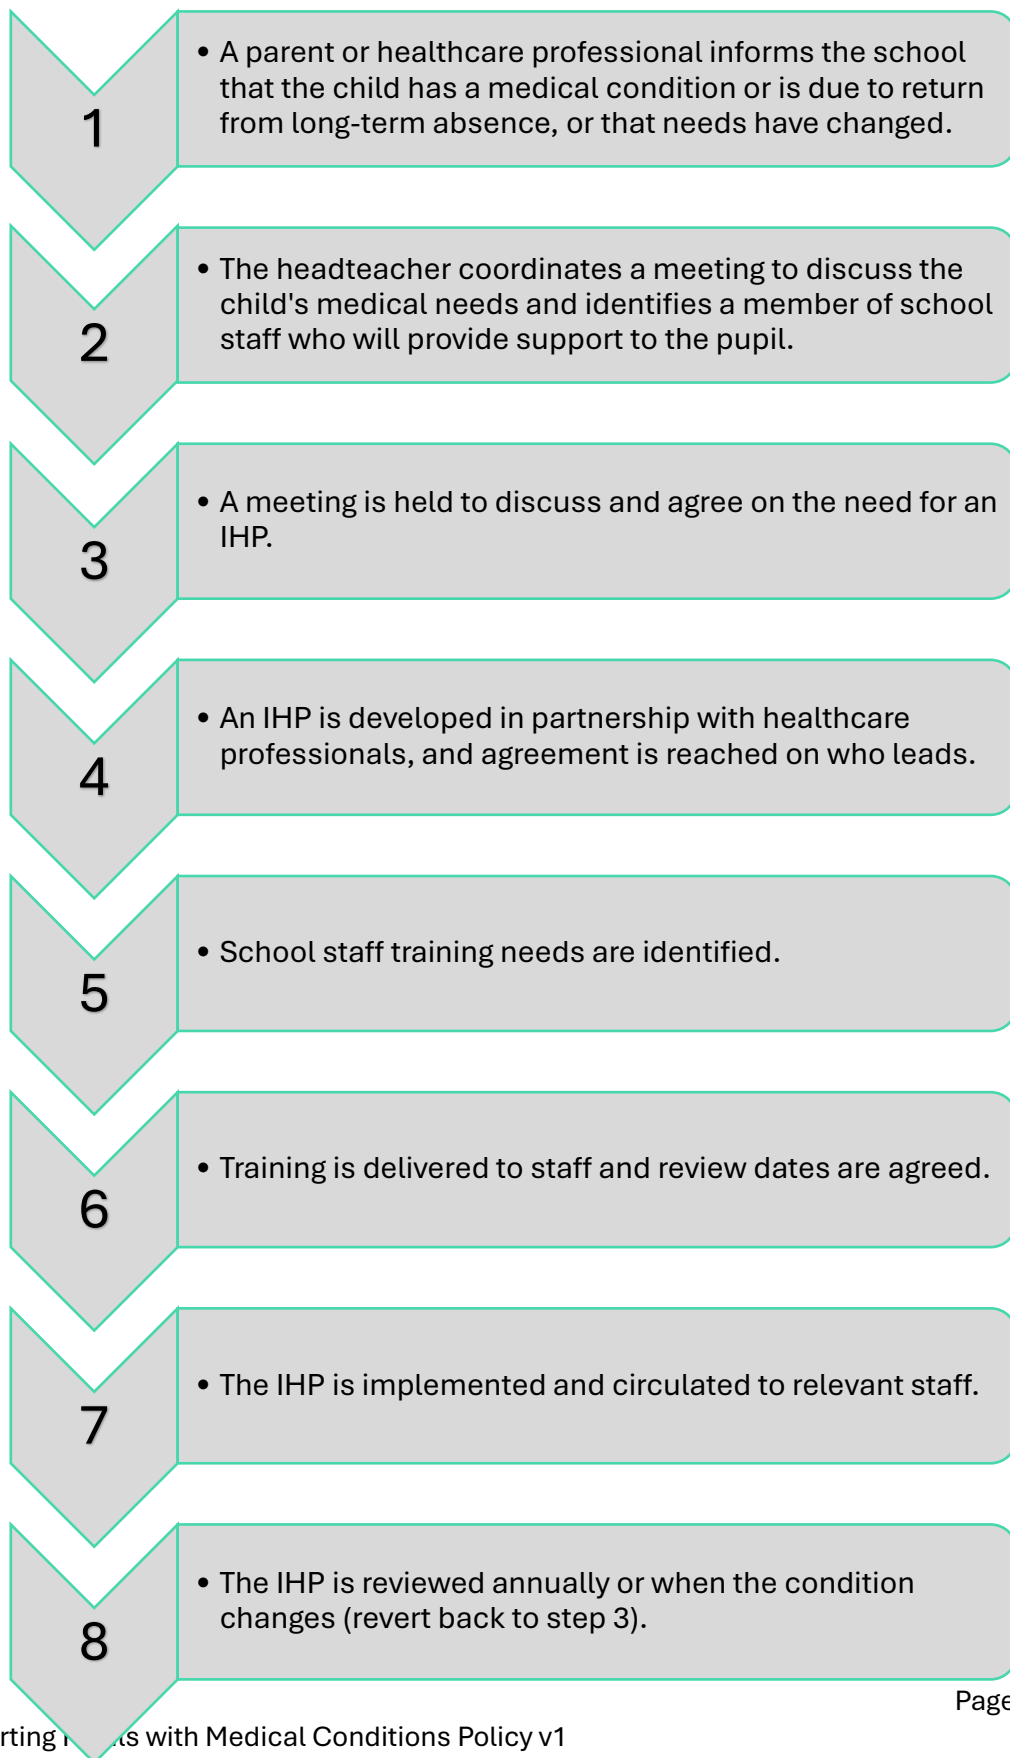 1
• A parent or healthcare professional informs the school
that the child has a medical condition or is due to return
from long-term absence, or that needs have changed.
2
• The headteacher coordinates a meeting to discuss the
child's medical needs and identifies a member of school
staff who will provide support to the pupil.
3
• A meeting is held to discuss and agree on the need for an
IHP.
4
• An IHP is developed in partnership with healthcare
professionals, and agreement is reached on who leads.
5
• School staff training needs are identified.
6
• Training is delivered to staff and review dates are agreed.
7
• The IHP is implemented and circulated to relevant staff.
8
• The IHP is reviewed annually or when the condition
changes (revert back to step 3).
Page
with Medical Conditions Policy v1